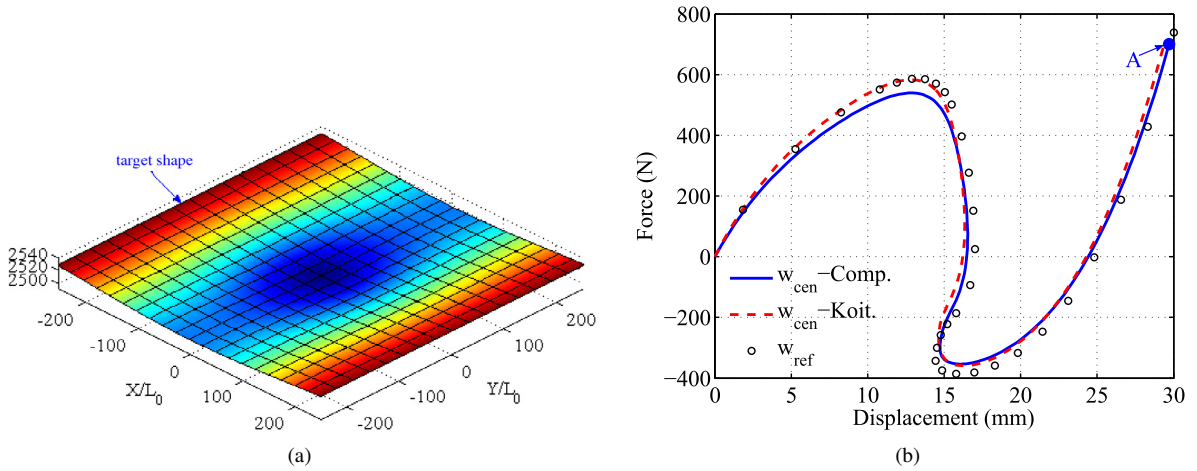 target shape
2540
2520
2500
-200
-100
0
100
200
X/L0
-200
-100
0
100
200
Y/L0
(a)
800
600
400
200
0
−200
−400
Force (N)
A
wcen−Comp.
wcen−Koit.
wref
0
5
10
15
20
25
30
Displacement (mm)
(b)